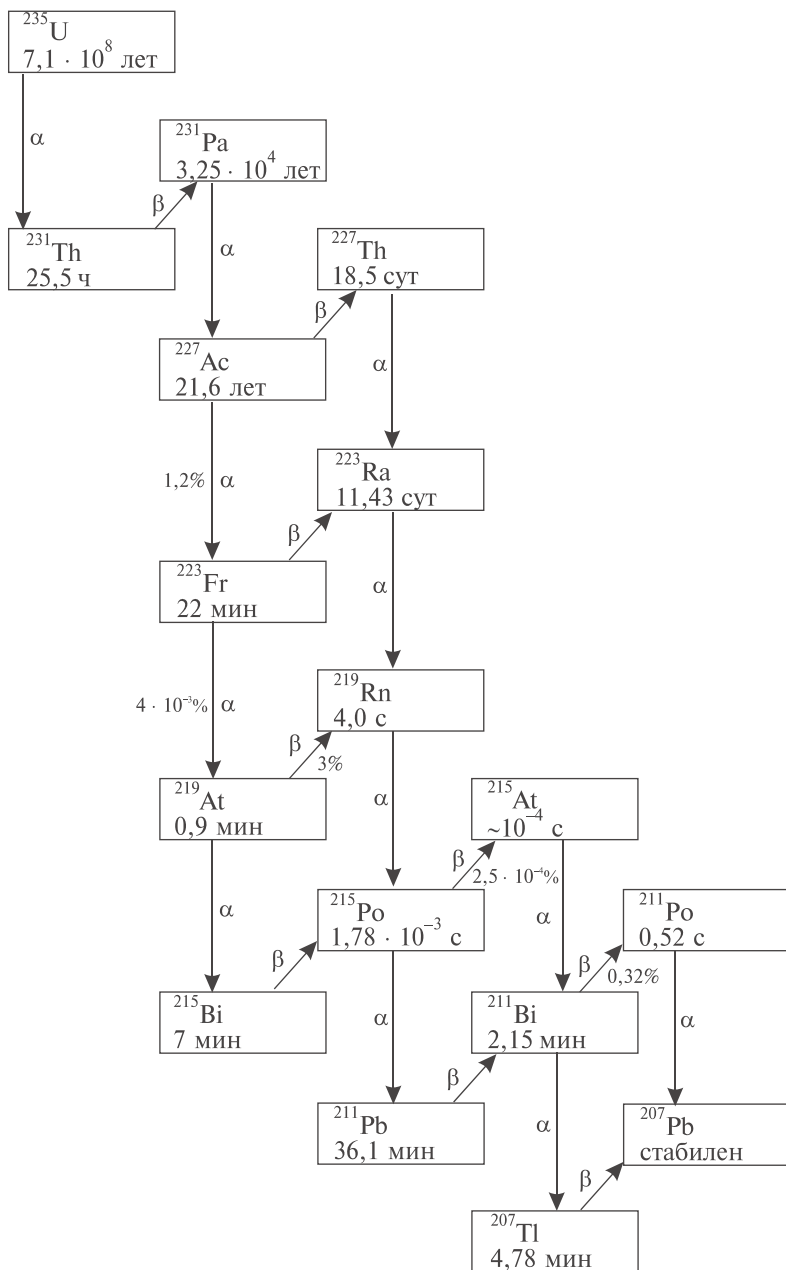 ²³⁵U
7,1 · 10⁸ лет
α
²³¹Pa
3,25 · 10⁴ лет
β
²³¹Th
25,5 ч
α
²²⁷Th
18,5 сут
β
²²⁷Ac
21,6 лет
α
1,2% α
²²³Ra
11,43 сут
β
²²³Fr
22 мин
α
4 · 10⁻³% α
²¹⁹Rn
4,0 с
β
3%
²¹⁹At
0,9 мин
α
²¹⁵At
~10⁻⁴ с
β
2,5 · 10⁻⁴%
α
²¹⁵Po
1,78 · 10⁻³ с
α
²¹¹Po
0,52 с
β
β
0,32%
²¹⁵Bi
7 мин
α
²¹¹Bi
2,15 мин
α
β
²¹¹Pb
36,1 мин
α
²⁰⁷Pb
стабилен
β
²⁰⁷Tl
4,78 мин